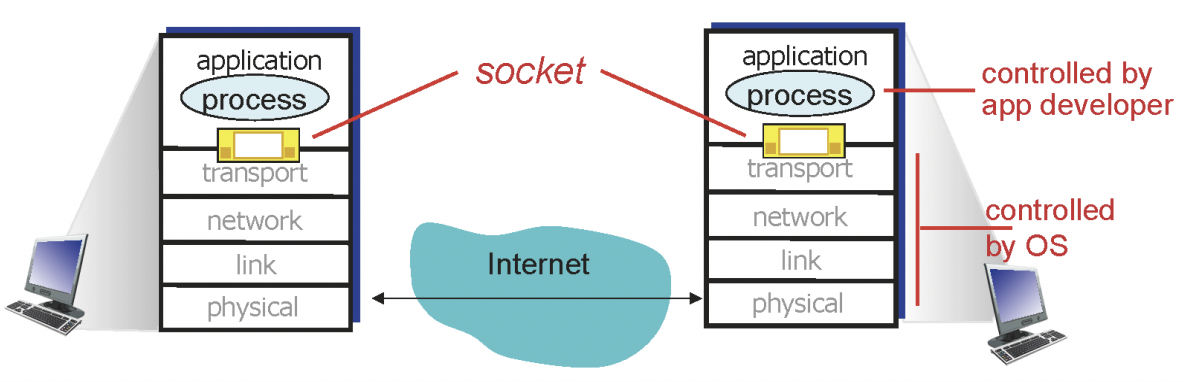 application
process
transport
network
link
physical
socket
Internet
application
process
transport
network
link
physical
controlled by
app developer
controlled
by OS